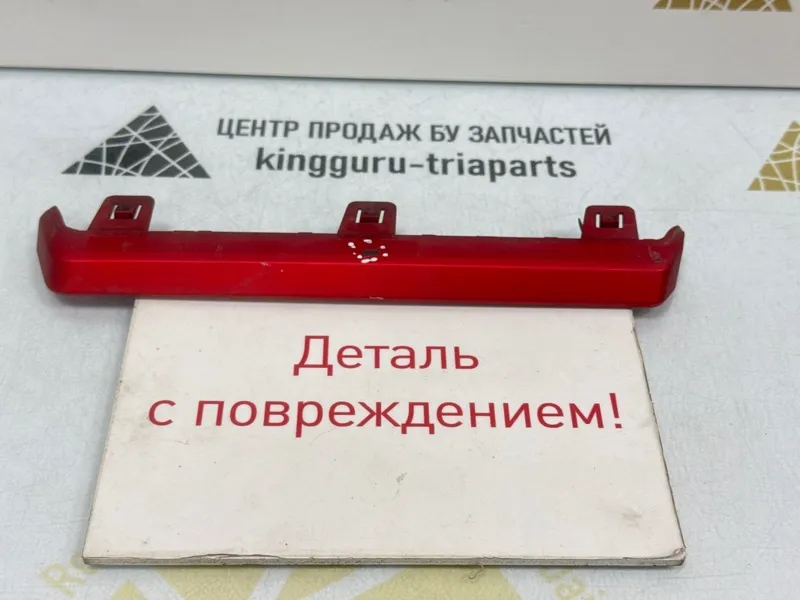 ЦЕНТР ПРОДАЖ БУ ЗАПЧАСТЕЙ
kingguru-triaparts
Деталь
с повреждением!